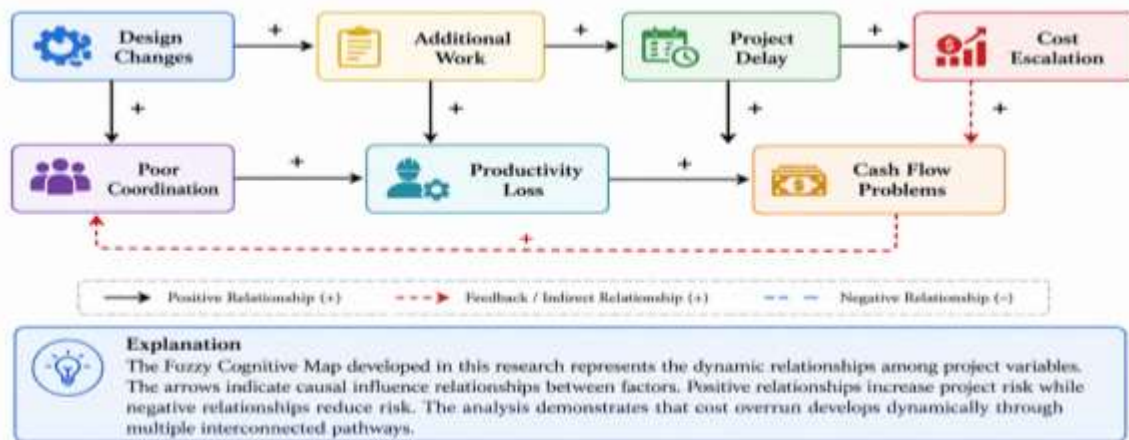 Design
Changes
+
Additional
Work
+
Project
Delay
+
Cost
Escalation
+
+
+
+
Poor
Coordination
+
Productivity
Loss
+
Cash Flow
Problems
+
Positive Relationship (+)
Feedback / Indirect Relationship (+)
Negative Relationship (−)
Explanation
The Fuzzy Cognitive Map developed in this research represents the dynamic relationships among project variables.
The arrows indicate causal influence relationships between factors. Positive relationships increase project risk while
negative relationships reduce risk. The analysis demonstrates that cost overrun develops dynamically through
multiple interconnected pathways.